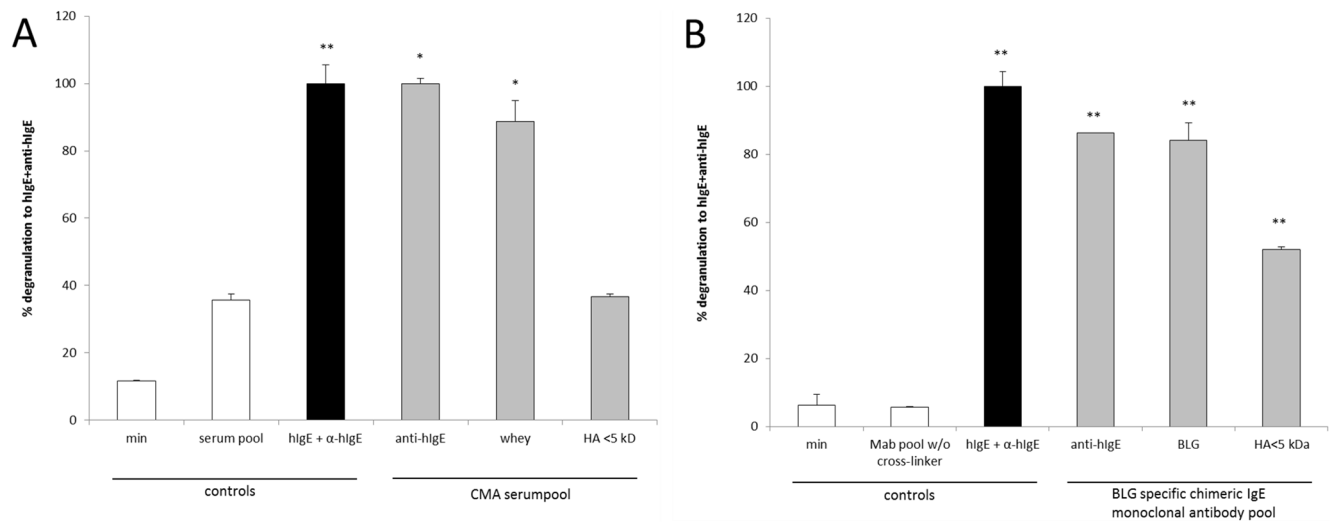 A
% degranulation to hIgE+anti-hIgE
120
100
80
60
40
20
0
**
*
*
min
serum pool
hIgE + α-hIgE
anti-hIgE
whey
HA <5 kD
controls
CMA serumpool
B
% degranulation to hIgE+anti-hIgE
120
100
80
60
40
20
0
**
**
**
**
min
Mab pool w/o
cross-linker
hIgE + α-hIgE
anti-hIgE
BLG
HA<5 kDa
controls
BLG specific chimeric IgE
monoclonal antibody pool